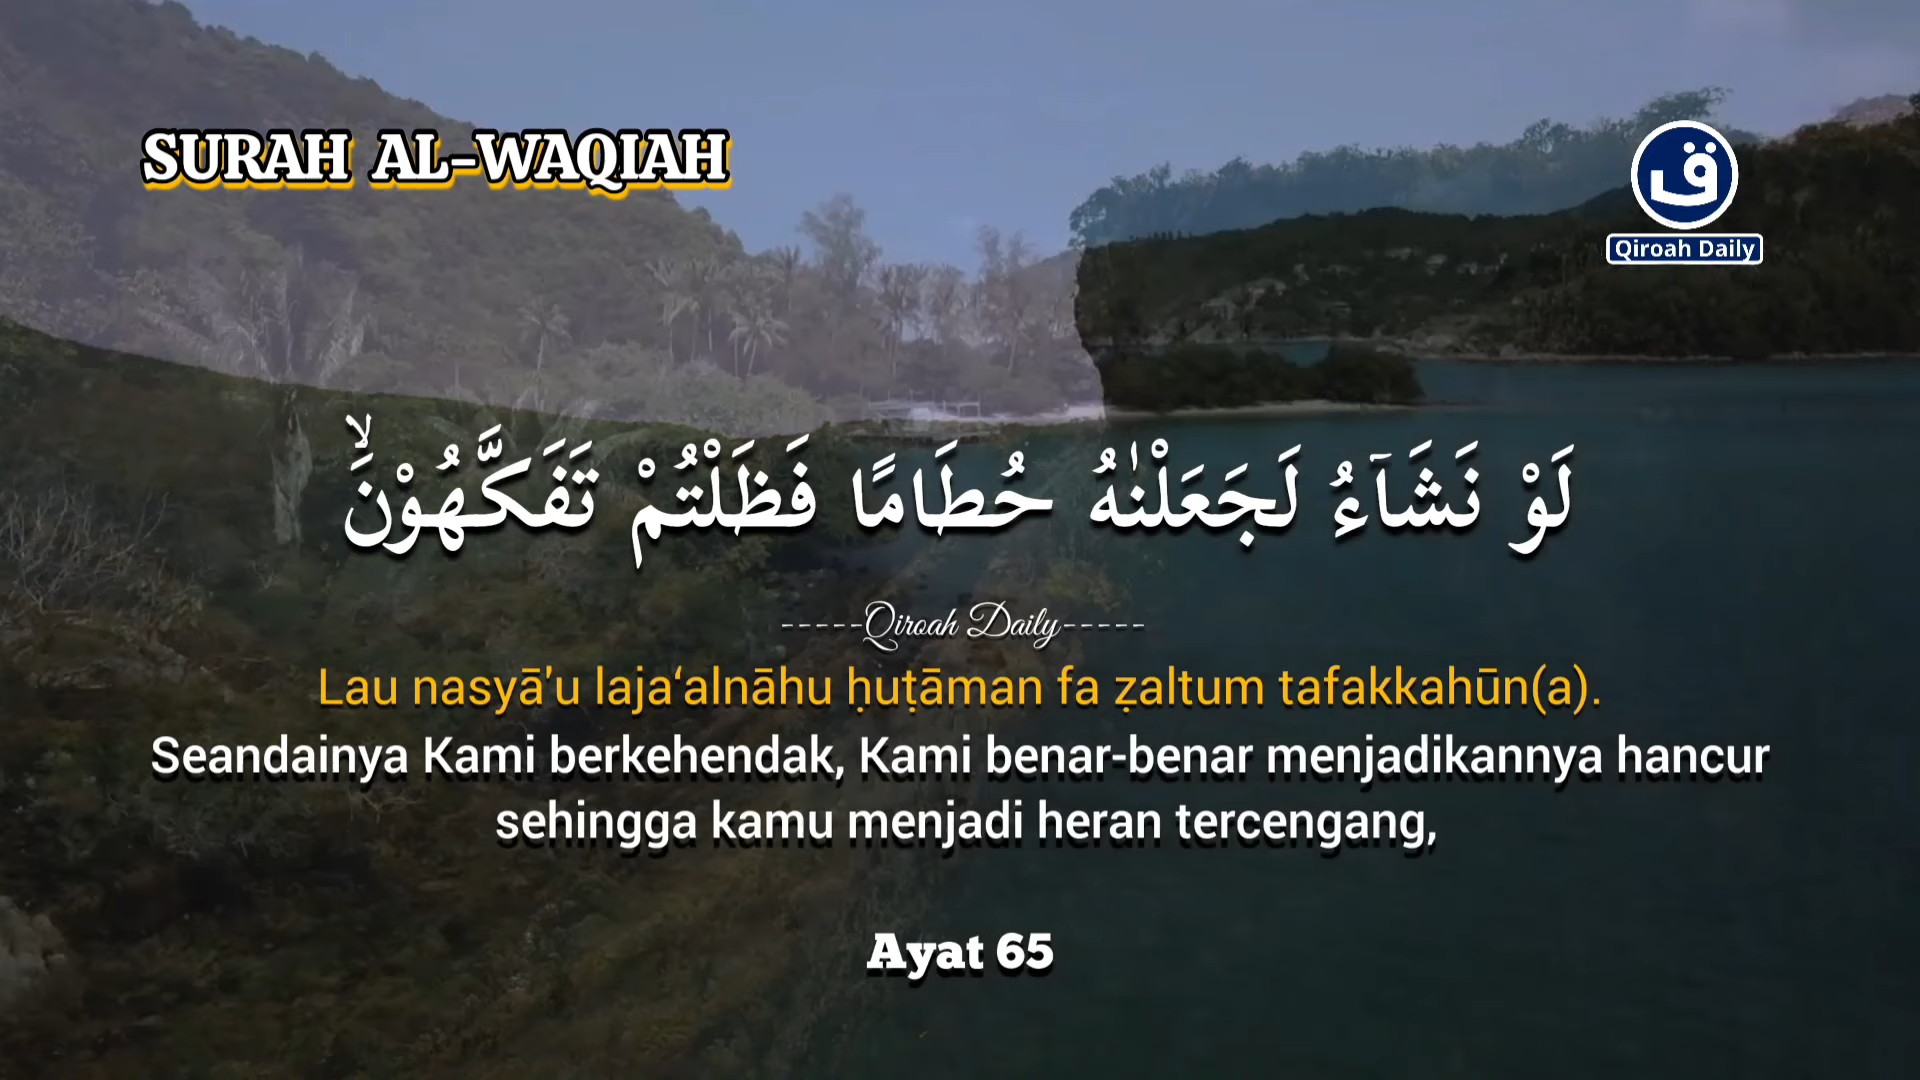 SURAH AL-WAQIAH
ق
Qiroah Daily
لَوْ نَشَاۤءُ لَجَعَلْنٰهُ حُطَامًا فَظَلْتُمْ تَفَكَّهُوْنَۙ
-----Qiroah Daily-----
Lau nasyā'u laja‘alnāhu ḥuṭāman fa ẓaltum tafakkahūn(a).
Seandainya Kami berkehendak, Kami benar-benar menjadikannya hancur
sehingga kamu menjadi heran tercengang,
Ayat 65